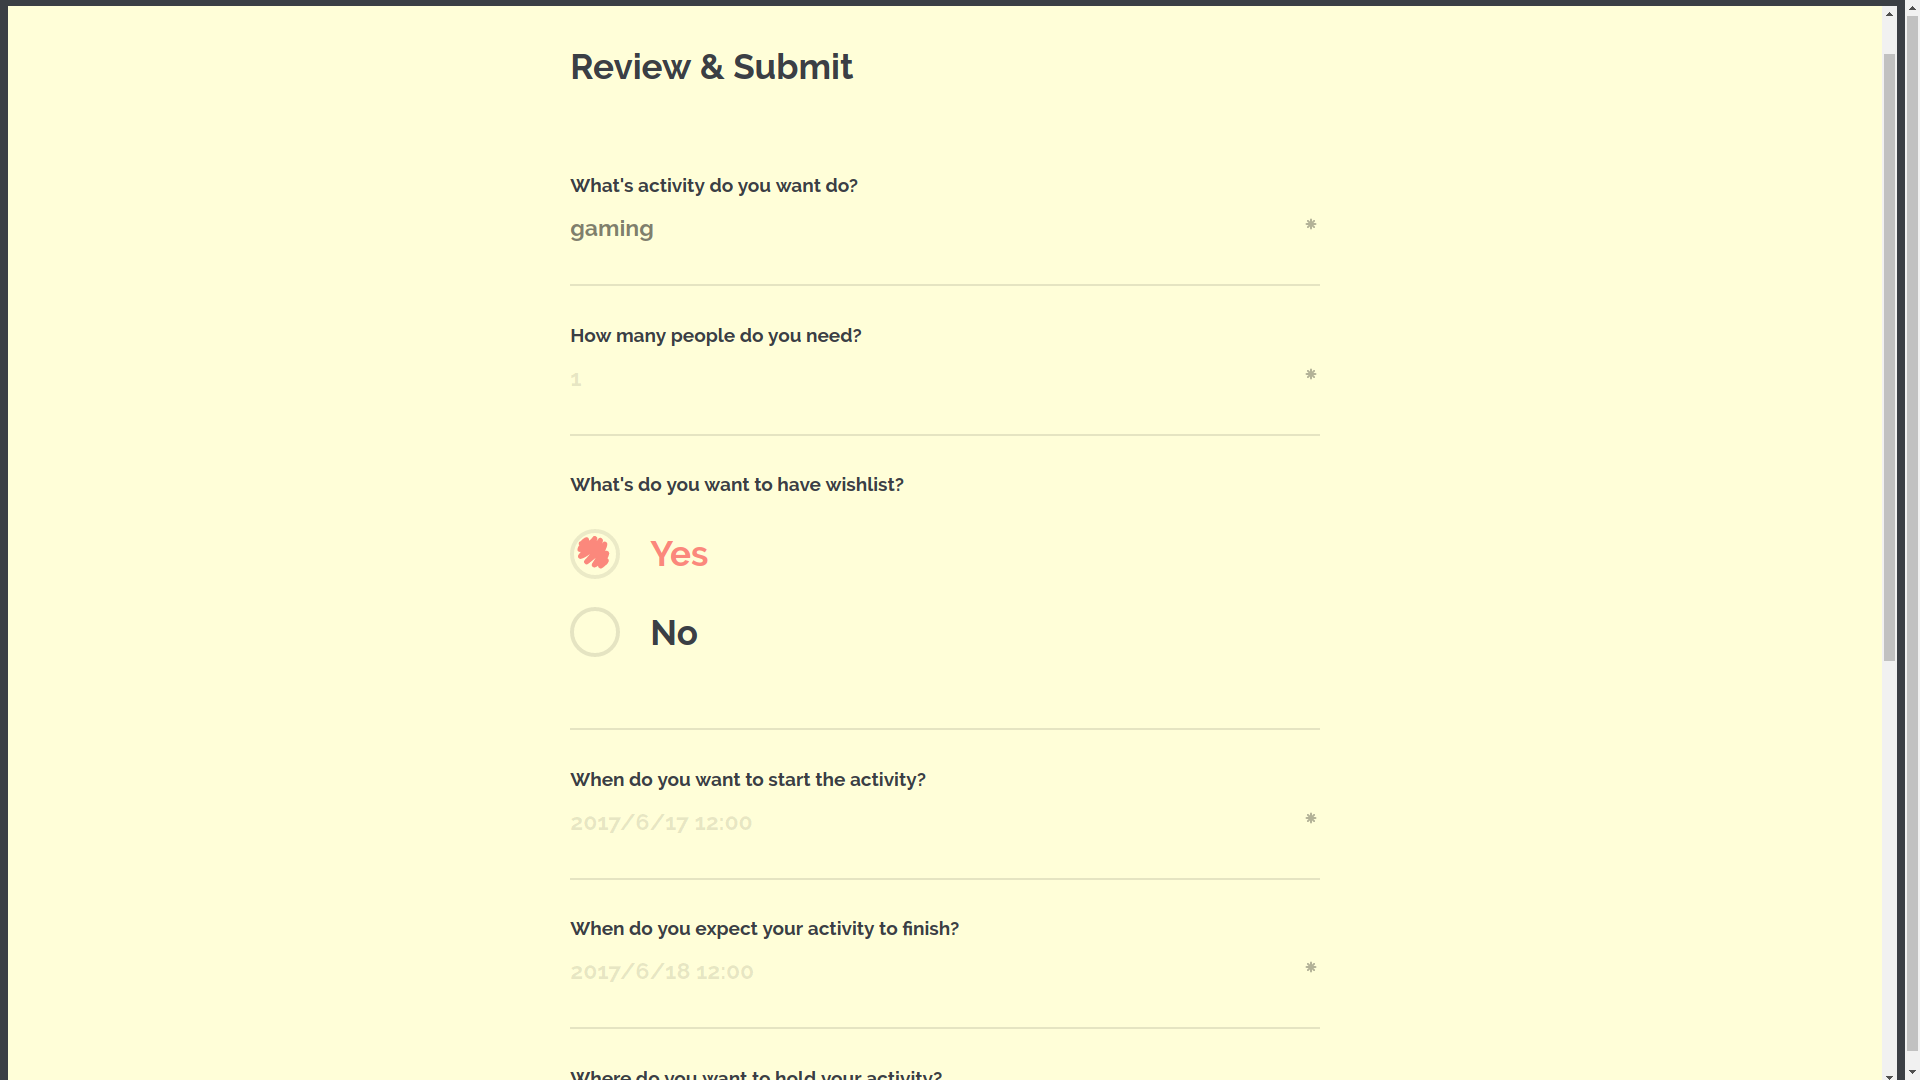 Review & Submit
What's activity do you want do?
gaming *
How many people do you need?
1 *
What's do you want to have wishlist?
Yes
No
When do you want to start the activity?
2017/6/17 12:00 *
When do you expect your activity to finish?
2017/6/18 12:00 *
Where do you want to hold your activity?